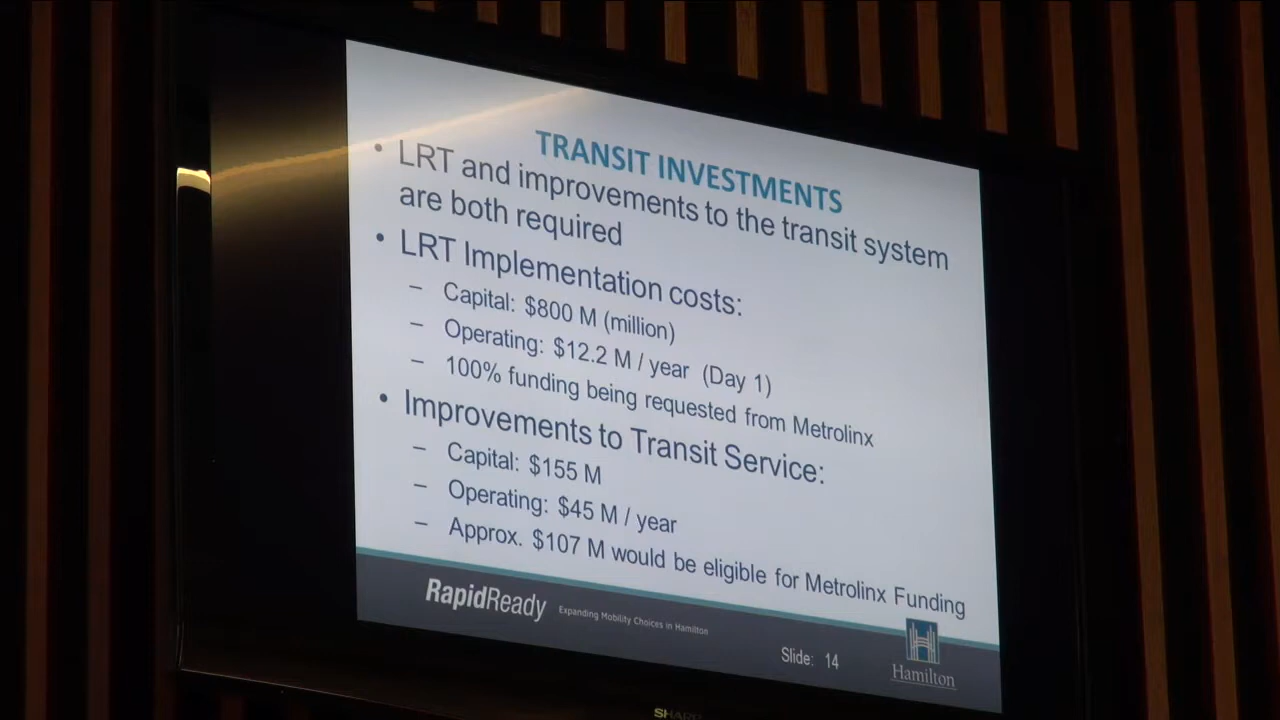 TRANSIT INVESTMENTS
• LRT and improvements to the transit system
are both required
• LRT Implementation costs:
– Capital: $800 M (million)
– Operating: $12.2 M / year (Day 1)
– 100% funding being requested from Metrolinx
• Improvements to Transit Service:
– Capital: $155 M
– Operating: $45 M / year
– Approx. $107 M would be eligible for Metrolinx Funding
RapidReady Expanding Mobility Choices in Hamilton
Slide: 14
Hamilton
SHARP